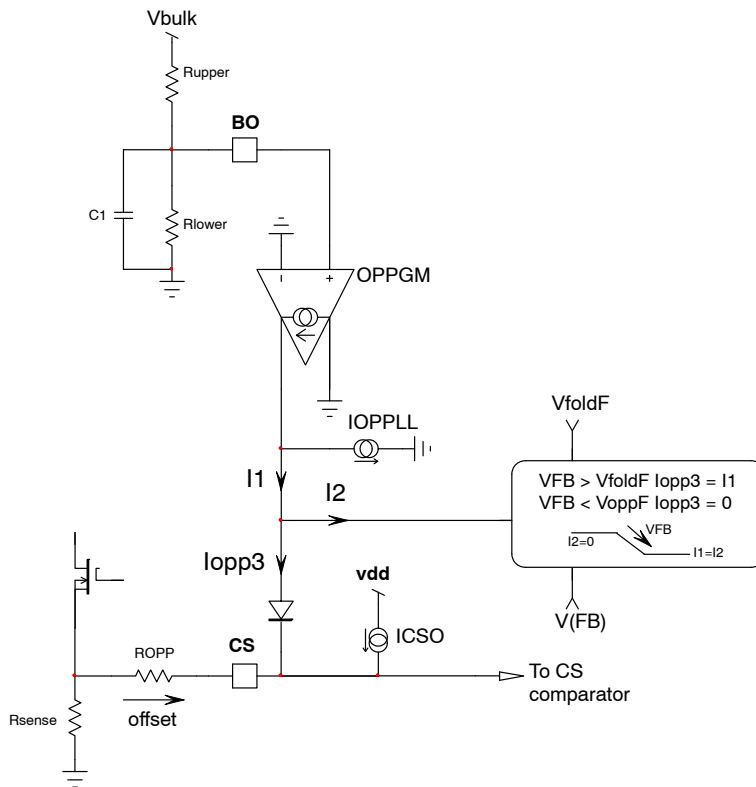 Vbulk
Rupper
BO
C1
Rlower
- +
OPPGM
IOPPLL
VfoldF
I1
I2
VFB > VfoldF Iopp3 = I1
VFB < VoppF Iopp3 = 0
VFB
I2=0
I1=I2
Iopp3
vdd
V(FB)
ICSO
ROPP
CS
To CS
comparator
offset
Rsense